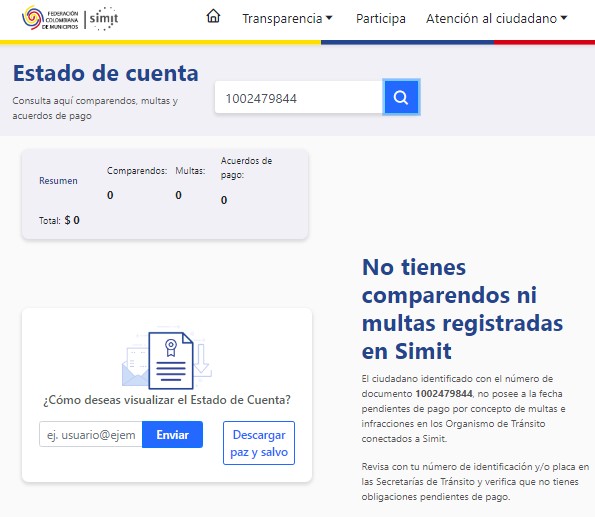 FEDERACIÓN
COLOMBIANA
DE MUNICIPIOS
simit
Transparencia
Participa
Atención al ciudadano
Estado de cuenta
Consulta aquí comparendos, multas y
acuerdos de pago
1002479844
Resumen
Comparendos:
0
Multas:
0
Acuerdos de
pago:
0
Total: $ 0
No tienes
comparendos ni
multas registradas
en Simit
El ciudadano identificado con el número de
documento 1002479844, no posee a la fecha
pendientes de pago por concepto de multas e
infracciones en los Organismo de Tránsito
conectados a Simit.
Revisa con tu número de identificación y/o placa en
las Secretarías de Tránsito y verifica que no tienes
obligaciones pendientes de pago.
¿Cómo deseas visualizar el Estado de Cuenta?
ej. usuario@ejem
Enviar
Descargar
paz y salvo